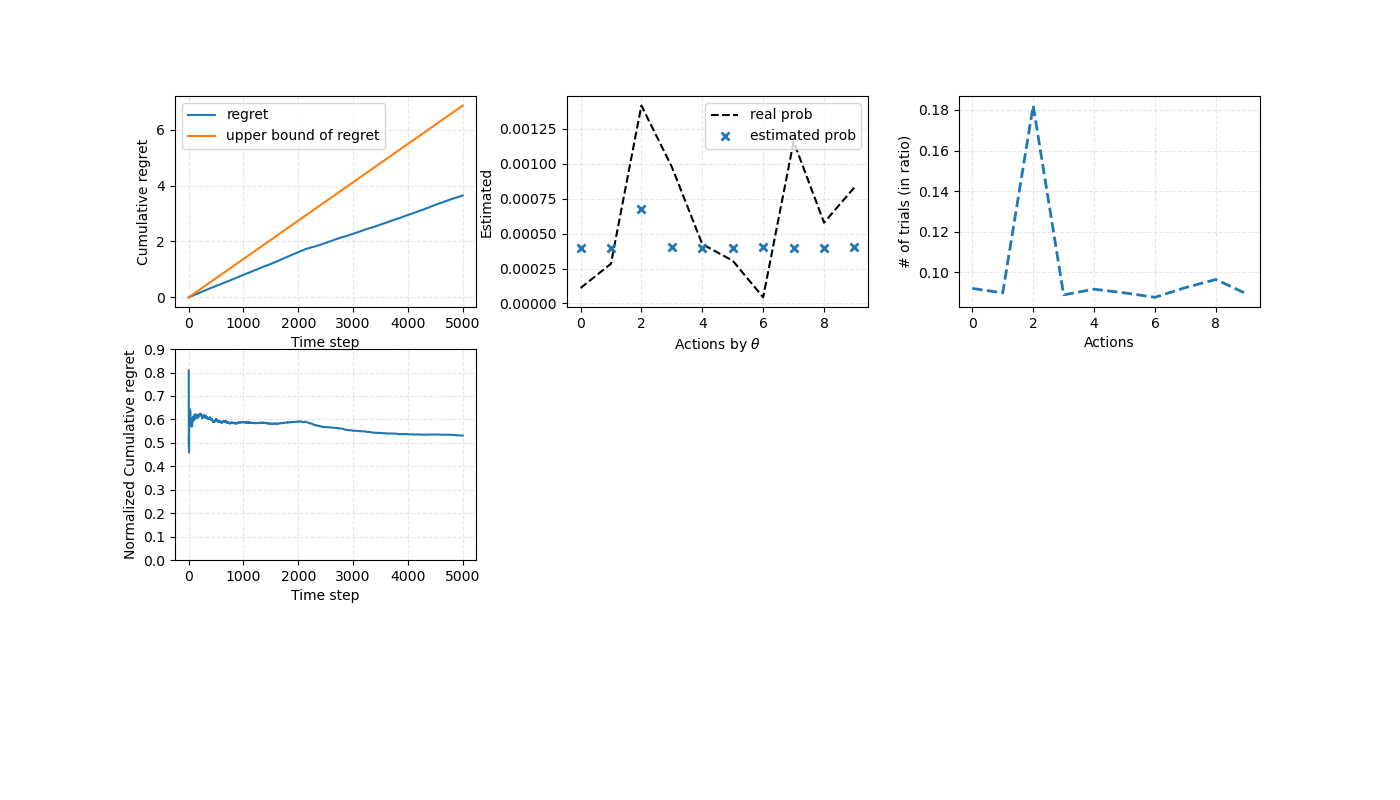 Cumulative regret
6
4
2
0
regret
upper bound of regret
0 1000 2000 3000 4000 5000
Time step
Estimated
0.00125
0.00100
0.00075
0.00050
0.00025
0.00000
real prob
estimated prob
0 2 4 6 8
Actions by θ
# of trials (in ratio)
0.18
0.16
0.14
0.12
0.10
0 2 4 6 8
Actions
Normalized Cumulative regret
0.9
0.8
0.7
0.6
0.5
0.4
0.3
0.2
0.1
0.0
0 1000 2000 3000 4000 5000
Time step